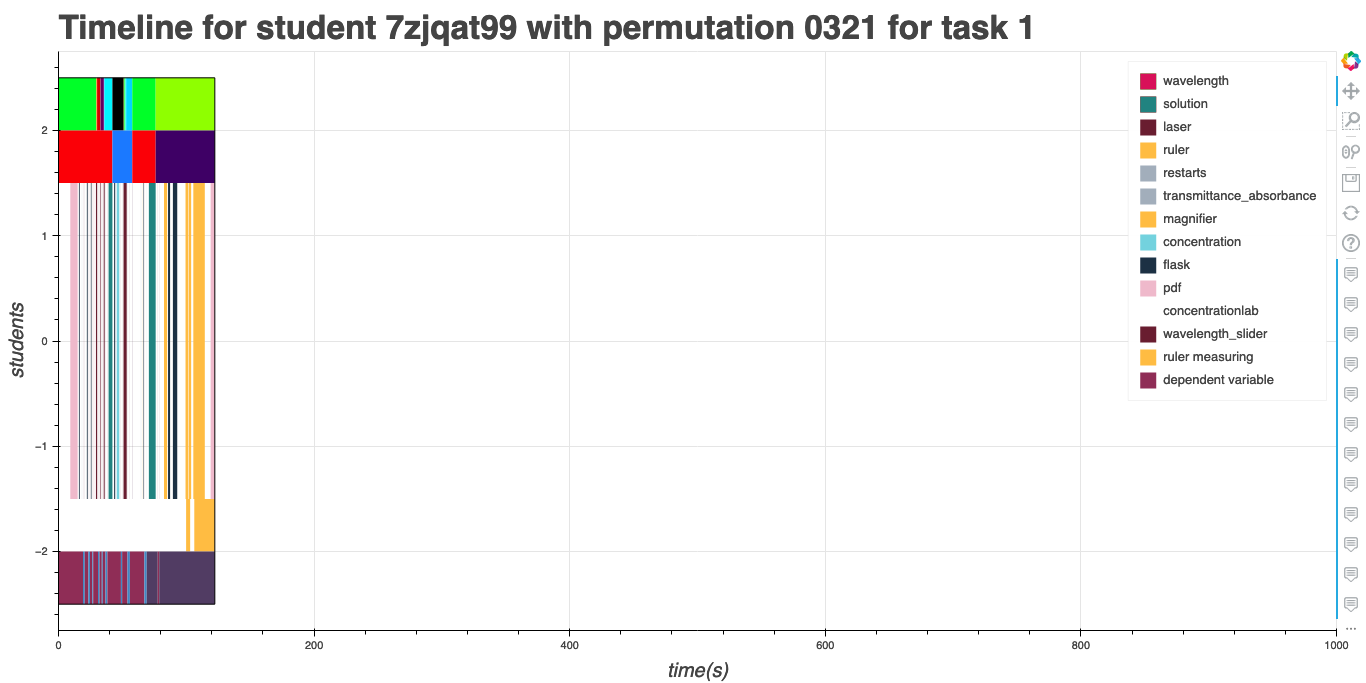 Timeline for student 7zjqat99 with permutation 0321 for task 1
students
2
1
0
−1
−2
wavelength
solution
laser
ruler
restarts
transmittance_absorbance
magnifier
concentration
flask
pdf
concentrationlab
wavelength_slider
ruler measuring
dependent variable
0 200 400 600 800 1000
time(s)